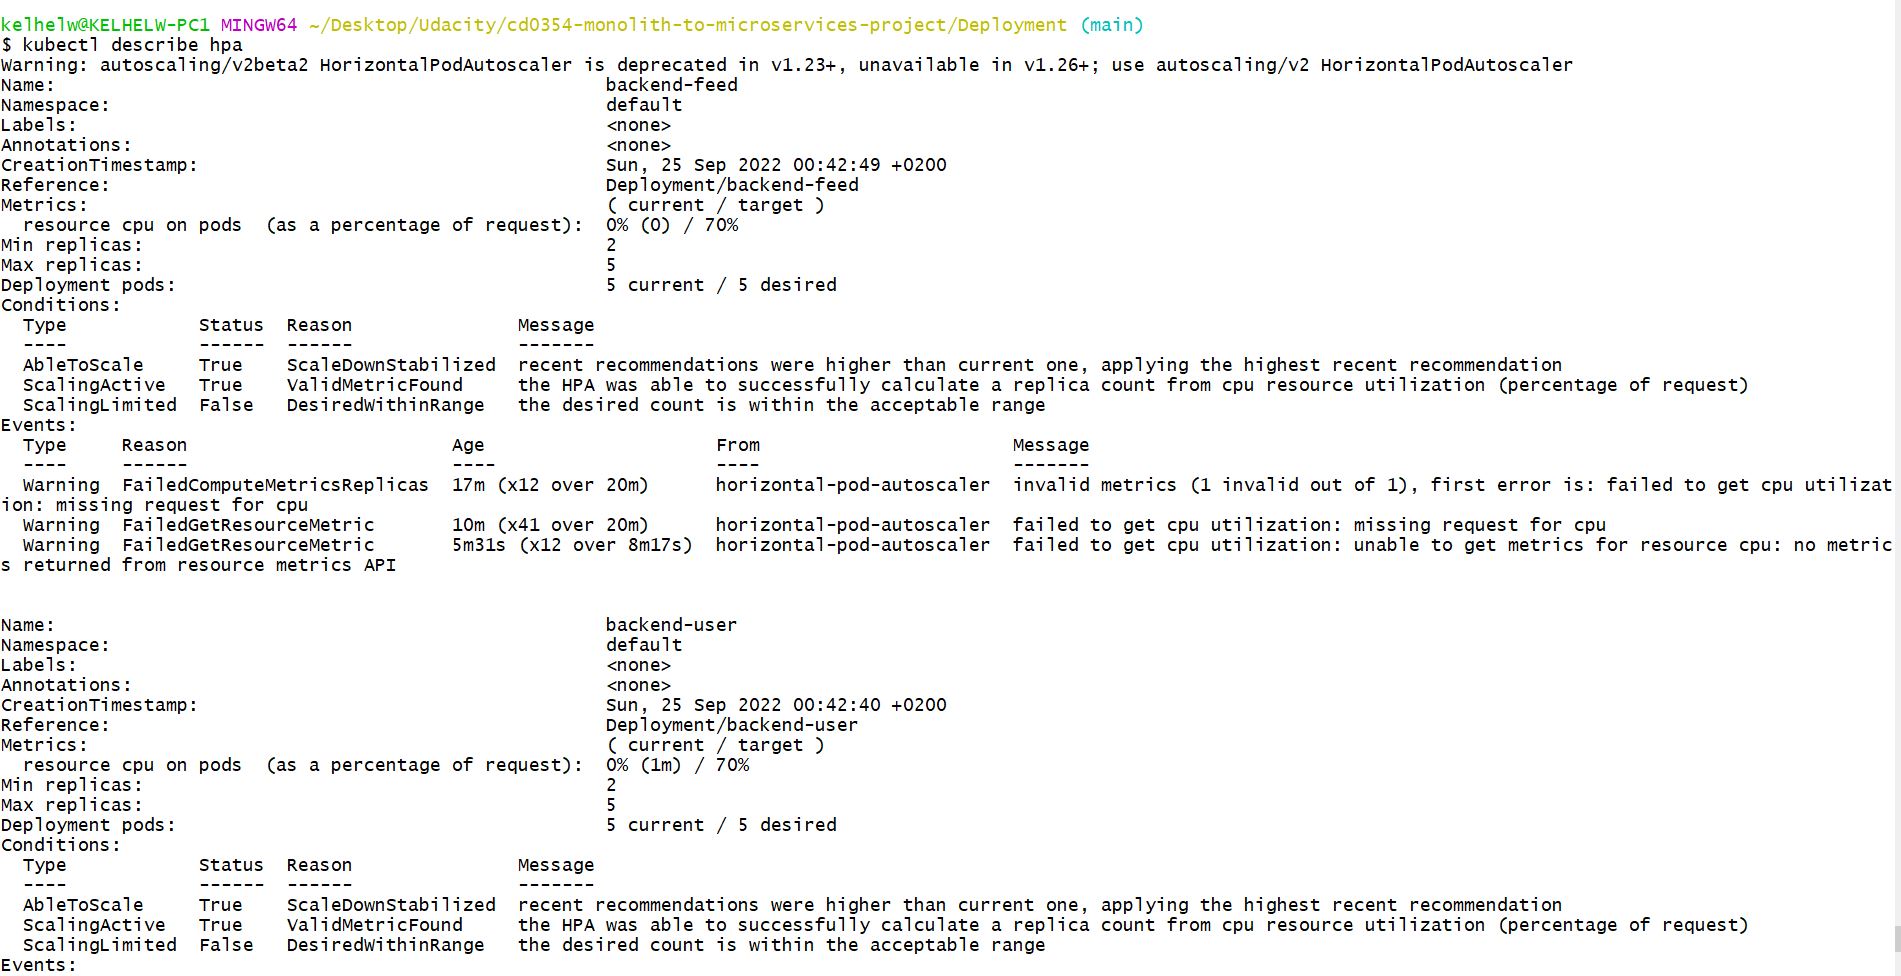 kelhelw@KELHELW-PC1 MINGW64 ~/Desktop/Udacity/cd0354-monolith-to-microservices-project/Deployment (main)
$ kubectl describe hpa
Warning: autoscaling/v2beta2 HorizontalPodAutoscaler is deprecated in v1.23+, unavailable in v1.26+; use autoscaling/v2 HorizontalPodAutoscaler
Name:                                                  backend-feed
Namespace:                                             default
Labels:                                                <none>
Annotations:                                           <none>
CreationTimestamp:                                     Sun, 25 Sep 2022 00:42:49 +0200
Reference:                                             Deployment/backend-feed
Metrics:                                               ( current / target )
  resource cpu on pods  (as a percentage of request):  0% (0) / 70%
Min replicas:                                          2
Max replicas:                                          5
Deployment pods:                                       5 current / 5 desired
Conditions:
  Type            Status  Reason               Message
  ----            ------  ------               -------
  AbleToScale     True    ScaleDownStabilized  recent recommendations were higher than current one, applying the highest recent recommendation
  ScalingActive   True    ValidMetricFound     the HPA was able to successfully calculate a replica count from cpu resource utilization (percentage of request)
  ScalingLimited  False   DesiredWithinRange   the desired count is within the acceptable range
Events:
  Type     Reason                        Age                     From                       Message
  ----     ------                        ----                    ----                       -------
  Warning  FailedComputeMetricsReplicas  17m (x12 over 20m)      horizontal-pod-autoscaler  invalid metrics (1 invalid out of 1), first error is: failed to get cpu utilizat
ion: missing request for cpu
  Warning  FailedGetResourceMetric       10m (x41 over 20m)      horizontal-pod-autoscaler  failed to get cpu utilization: missing request for cpu
  Warning  FailedGetResourceMetric       5m31s (x12 over 8m17s)  horizontal-pod-autoscaler  failed to get cpu utilization: unable to get metrics for resource cpu: no metric
s returned from resource metrics API
Name:                                                  backend-user
Namespace:                                             default
Labels:                                                <none>
Annotations:                                           <none>
CreationTimestamp:                                     Sun, 25 Sep 2022 00:42:40 +0200
Reference:                                             Deployment/backend-user
Metrics:                                               ( current / target )
  resource cpu on pods  (as a percentage of request):  0% (1m) / 70%
Min replicas:                                          2
Max replicas:                                          5
Deployment pods:                                       5 current / 5 desired
Conditions:
  Type            Status  Reason               Message
  ----            ------  ------               -------
  AbleToScale     True    ScaleDownStabilized  recent recommendations were higher than current one, applying the highest recent recommendation
  ScalingActive   True    ValidMetricFound     the HPA was able to successfully calculate a replica count from cpu resource utilization (percentage of request)
  ScalingLimited  False   DesiredWithinRange   the desired count is within the acceptable range
Events: